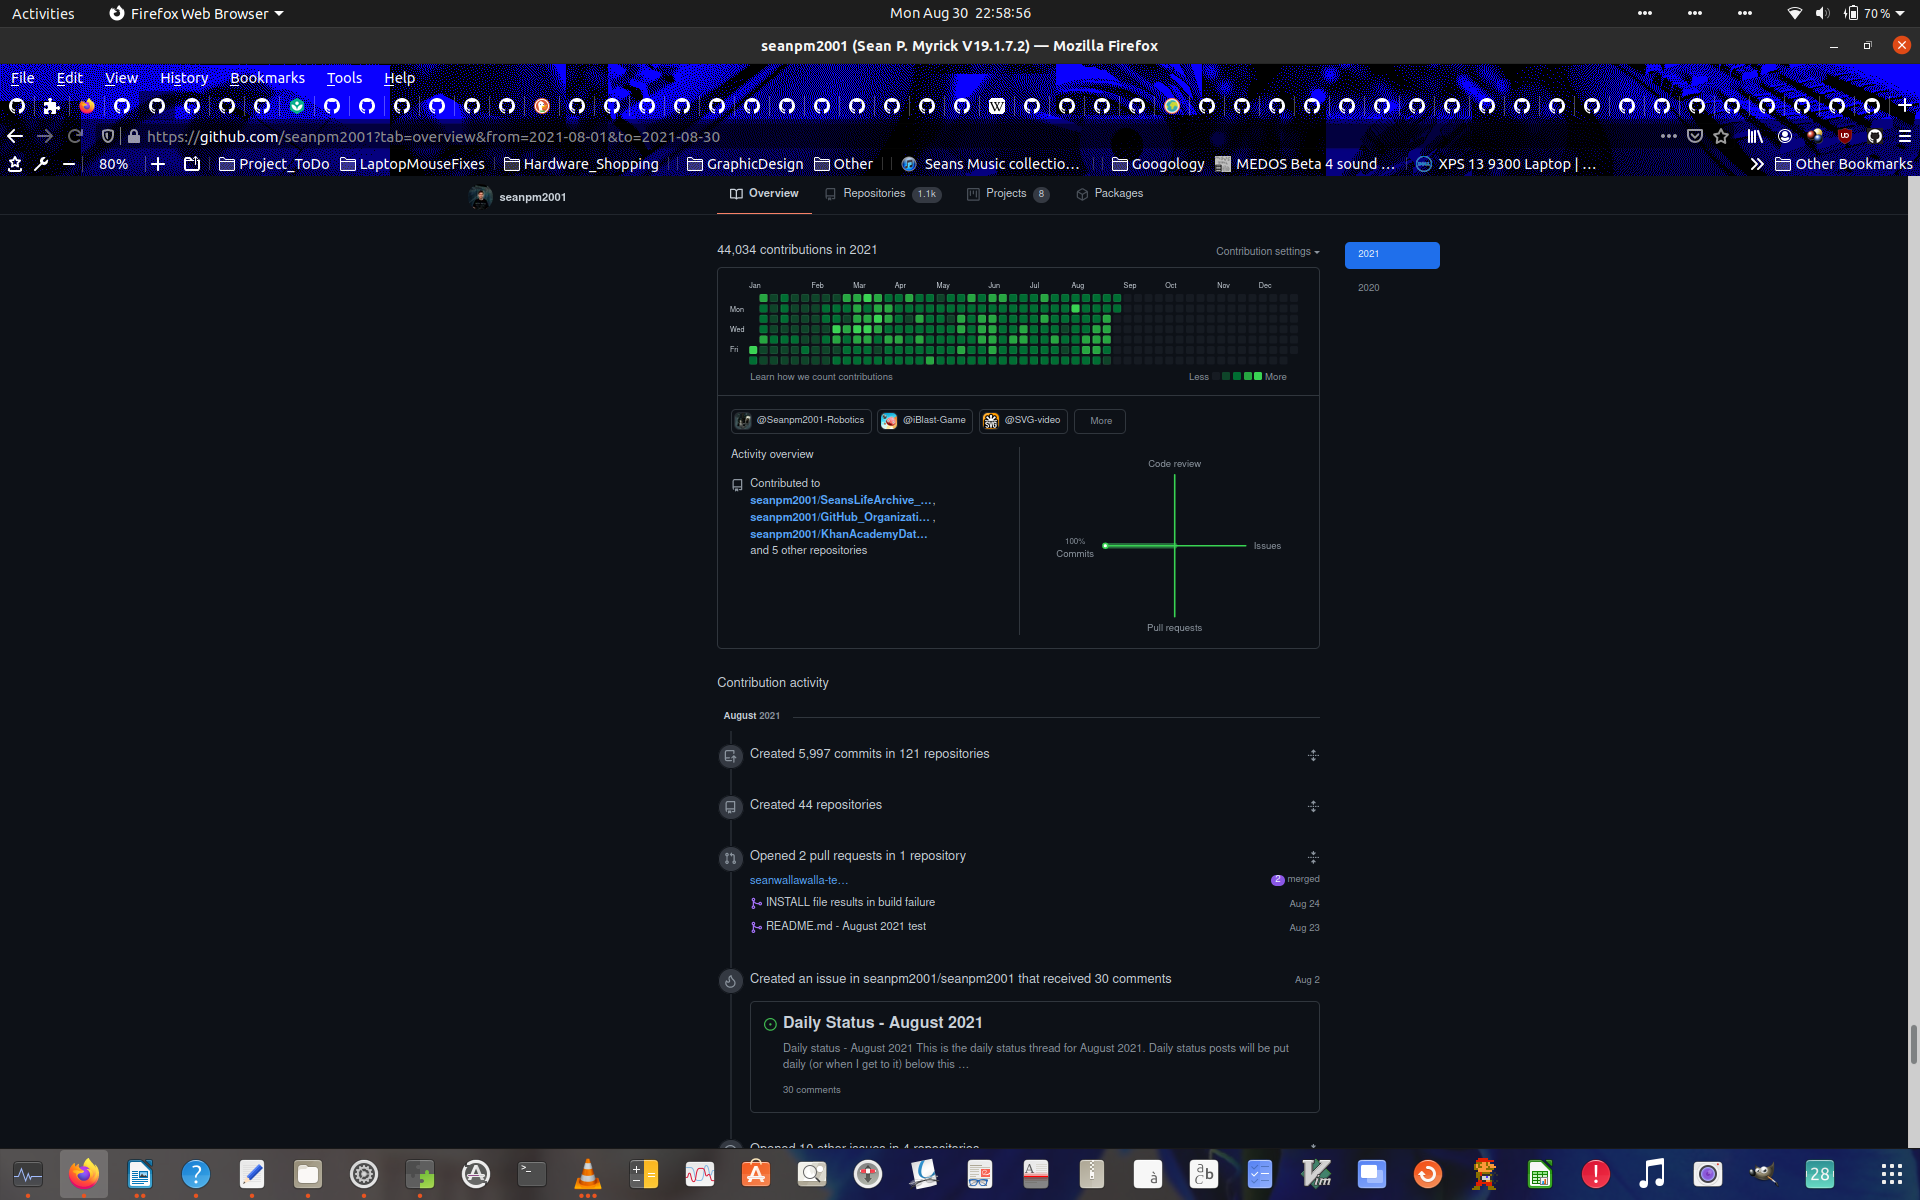 Activities
Firefox Web Browser
Mon Aug 30 22:58:56
70 %
seanpm2001 (Sean P. Myrick V19.1.7.2) — Mozilla Firefox
File Edit View History Bookmarks Tools Help
https://github.com/seanpm2001?tab=overview&from=2021-08-01&to=2021-08-30
80%
Project_ToDo
LaptopMouseFixes
Hardware_Shopping
GraphicDesign
Other
Seans Music collectio…
Googology
MEDOS Beta 4 sound …
XPS 13 9300 Laptop | …
Other Bookmarks
seanpm2001
Overview
Repositories 1.1k
Projects 8
Packages
44,034 contributions in 2021
Contribution settings
2021
2020
Jan Feb Mar Apr May Jun Jul Aug Sep Oct Nov Dec
Mon
Wed
Fri
Learn how we count contributions
Less More
@Seanpm2001-Robotics
@iBlast-Game
@SVG-video
More
Activity overview
Contributed to
seanpm2001/SeansLifeArchive_…,
seanpm2001/GitHub_Organizati… ,
seanpm2001/KhanAcademyDat…
and 5 other repositories
Code review
100%
Commits
Issues
Pull requests
Contribution activity
August 2021
Created 5,997 commits in 121 repositories
Created 44 repositories
Opened 2 pull requests in 1 repository
seanwallawalla-te…
2 merged
INSTALL file results in build failure
Aug 24
README.md - August 2021 test
Aug 23
Created an issue in seanpm2001/seanpm2001 that received 30 comments
Aug 2
Daily Status - August 2021
Daily status - August 2021 This is the daily status thread for August 2021. Daily status posts will be put
daily (or when I get to it) below this …
30 comments
Opened 10 other issues in 4 repositories
28